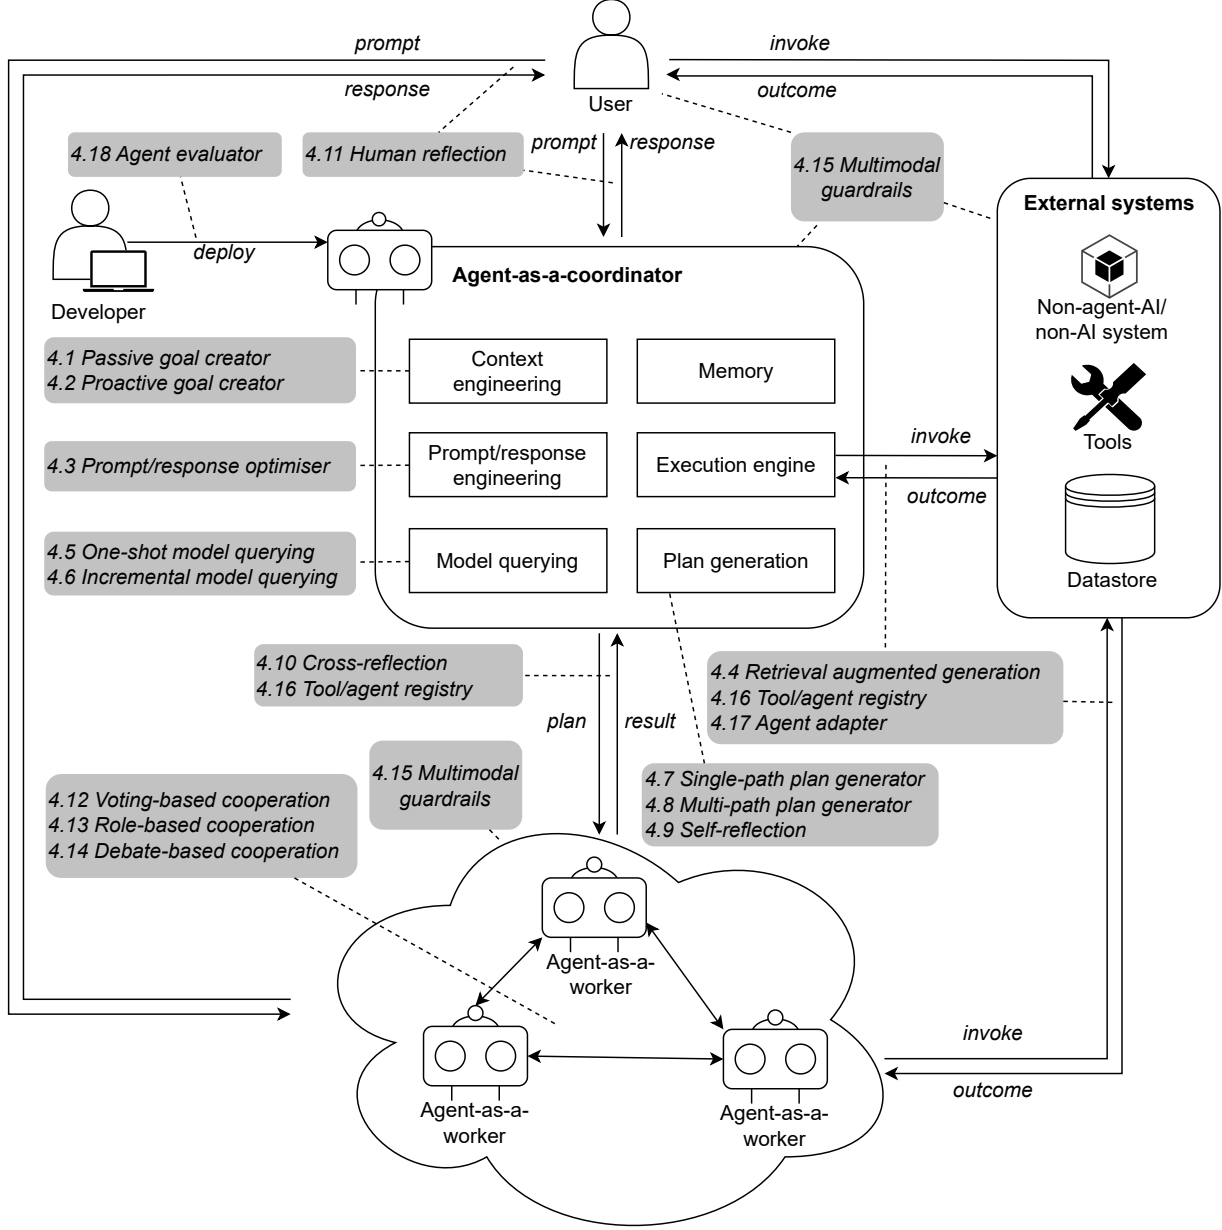 prompt
response
User
invoke
outcome
4.18 Agent evaluator
4.11 Human reflection
prompt
response
4.15 Multimodal
guardrails
External systems
Non-agent-AI/
non-AI system
Tools
Datastore
deploy
Developer
Agent-as-a-coordinator
4.1 Passive goal creator
4.2 Proactive goal creator
Context
engineering
Memory
4.3 Prompt/response optimiser
Prompt/response
engineering
Execution engine
invoke
outcome
4.5 One-shot model querying
4.6 Incremental model querying
Model querying
Plan generation
4.10 Cross-reflection
4.16 Tool/agent registry
plan
result
4.4 Retrieval augmented generation
4.16 Tool/agent registry
4.17 Agent adapter
4.15 Multimodal
guardrails
4.7 Single-path plan generator
4.8 Multi-path plan generator
4.9 Self-reflection
4.12 Voting-based cooperation
4.13 Role-based cooperation
4.14 Debate-based cooperation
Agent-as-a-
worker
Agent-as-a-
worker
Agent-as-a-
worker
invoke
outcome